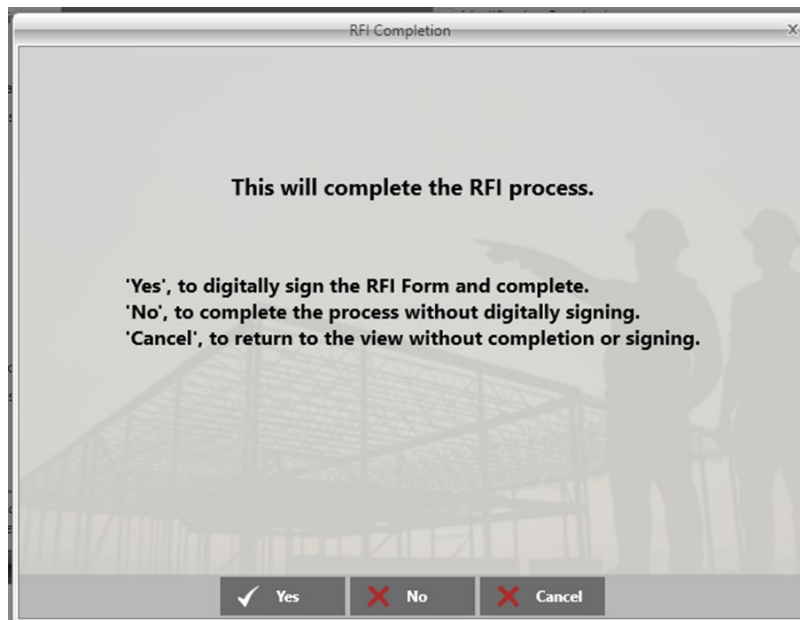 RFI Completion
X
This will complete the RFI process.
'Yes', to digitally sign the RFI Form and complete.
'No', to complete the process without digitally signing.
'Cancel', to return to the view without completion or signing.
Yes
No
Cancel